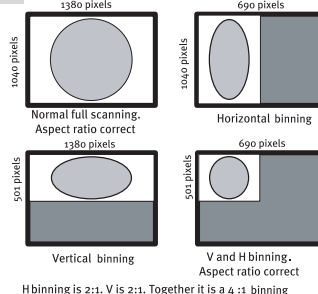 1380 pixels
690 pixels
1040 pixels
1040 pixels
Normal full scanning.
Aspect ratio correct
Horizontal binning
1380 pixels
690 pixels
501 pixels
501 pixels
Vertical binning
V and H binning.
Aspect ratio correct
H binning is 2:1. V is 2:1. Together it is a 4 :1 binning